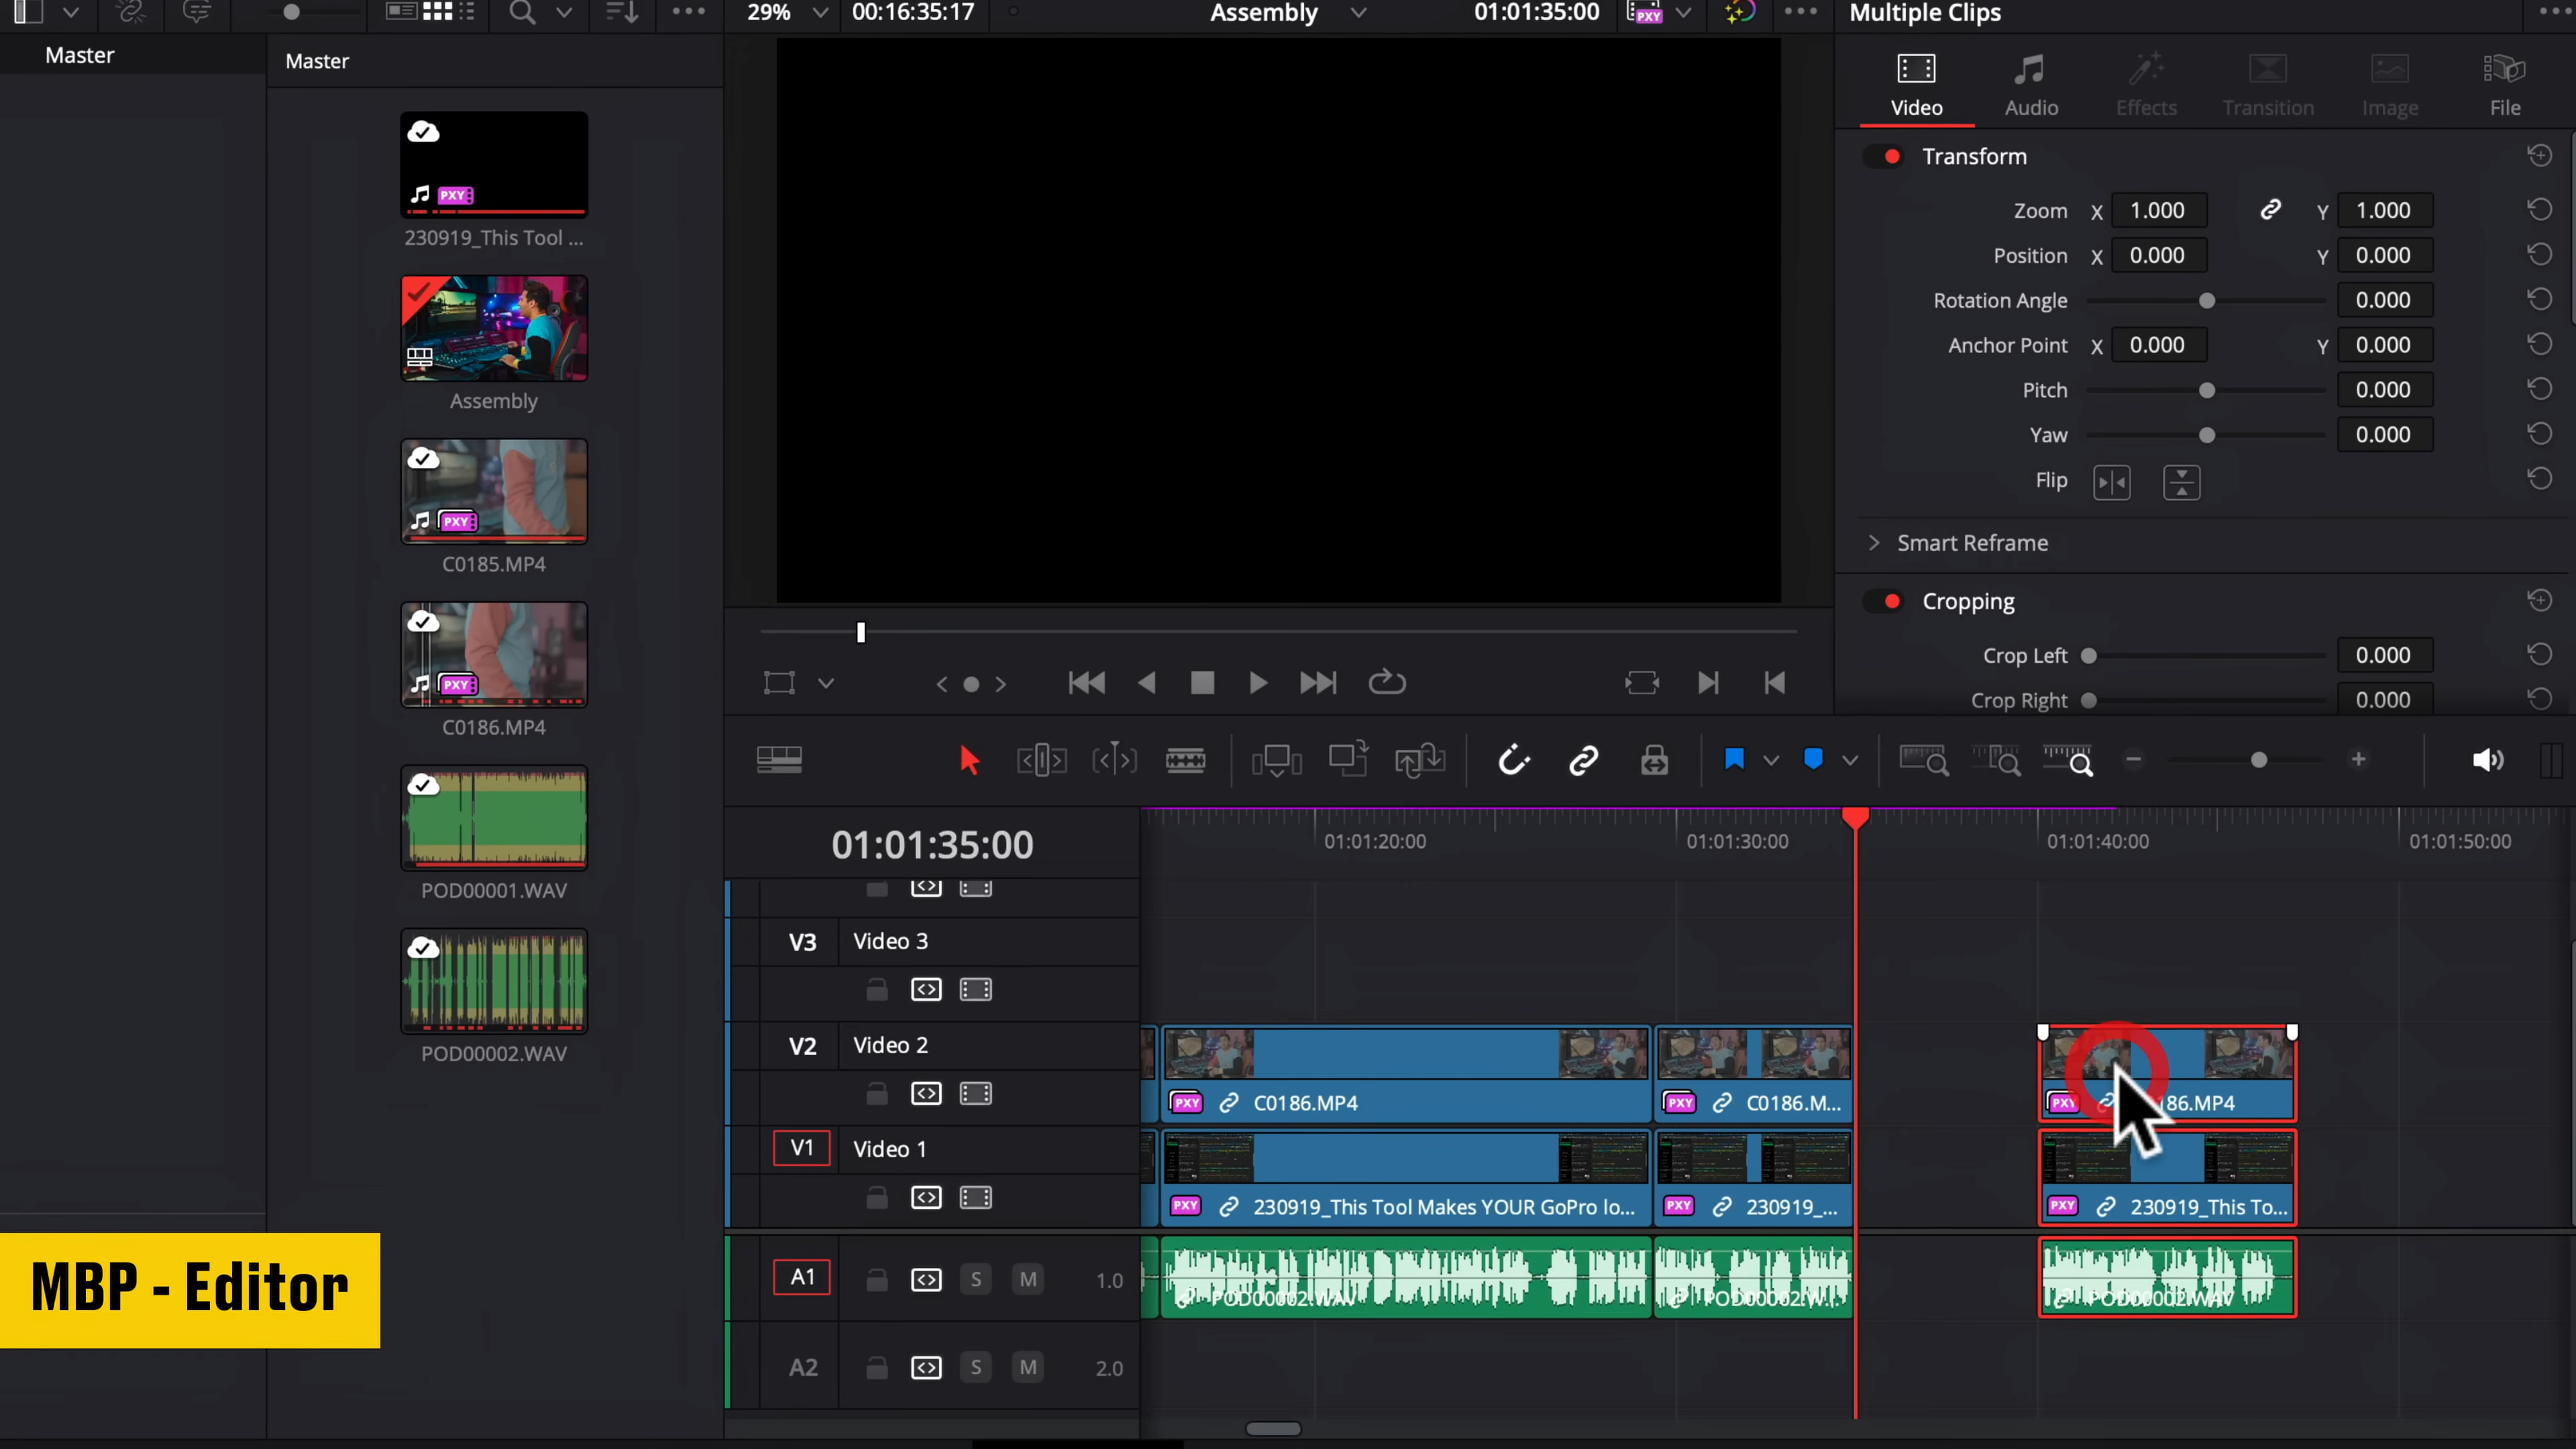 29%
00:16:35:17
Assembly
01:01:35:00
PXY
Multiple Clips
Master
Master
Video
Audio
Effects
Transition
Image
File
PXY
230919_This Tool ...
Assembly
PXY
C0185.MP4
PXY
C0186.MP4
POD00001.WAV
POD00002.WAV
Transform
Zoom X 1.000 Y 1.000
Position X 0.000 Y 0.000
Rotation Angle 0.000
Anchor Point X 0.000 Y 0.000
Pitch 0.000
Yaw 0.000
Flip
Smart Reframe
Cropping
Crop Left 0.000
Crop Right 0.000
01:01:35:00
01:01:20:00
01:01:30:00
01:01:40:00
01:01:50:00
V3 Video 3
V2 Video 2
PXY C0186.MP4
PXY C0186.M...
PXY 86.MP4
V1 Video 1
PXY 230919_This Tool Makes YOUR GoPro lo...
PXY 230919_...
PXY 230919_This To...
A1 S M 1.0
POD00002.WAV
POD00002.W...
POD00002.WAV
A2 S M 2.0
MBP - Editor